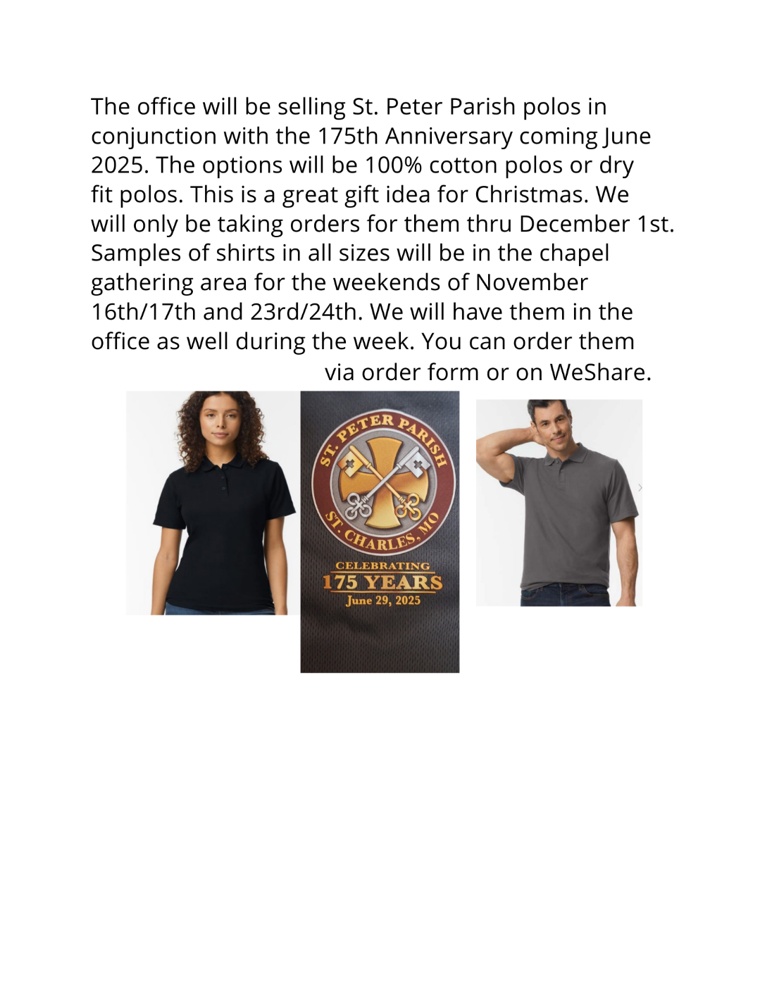 The office will be selling St. Peter Parish polos in
conjunction with the 175th Anniversary coming June
2025. The options will be 100% cotton polos or dry
fit polos. This is a great gift idea for Christmas. We
will only be taking orders for them thru December 1st.
Samples of shirts in all sizes will be in the chapel
gathering area for the weekends of November
16th/17th and 23rd/24th. We will have them in the
office as well during the week. You can order them
via order form or on WeShare.
ST. PETER PARISH
ST. CHARLES, MO
CELEBRATING
175 YEARS
June 29, 2025